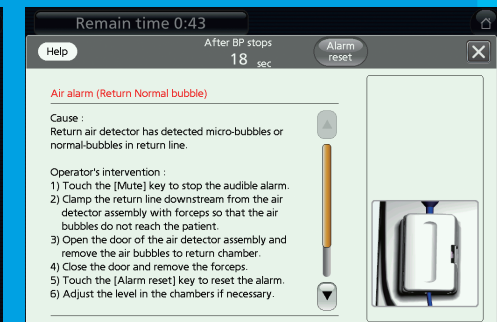 Remain time 0:43
Help
After BP stops
18 sec
Alarm
reset
Air alarm (Return Normal bubble)
Cause :
Return air detector has detected micro-bubbles or
normal-bubbles in return line.
Operator's intervention :
1) Touch the [Mute] key to stop the audible alarm.
2) Clamp the return line downstream from the air
detector assembly with forceps so that the air
bubbles do not reach the patient.
3) Open the door of the air detector assembly and
remove the air bubbles to return chamber.
4) Close the door and remove the forceps.
5) Touch the [Alarm reset] key to reset the alarm.
6) Adjust the level in the chambers if necessary.